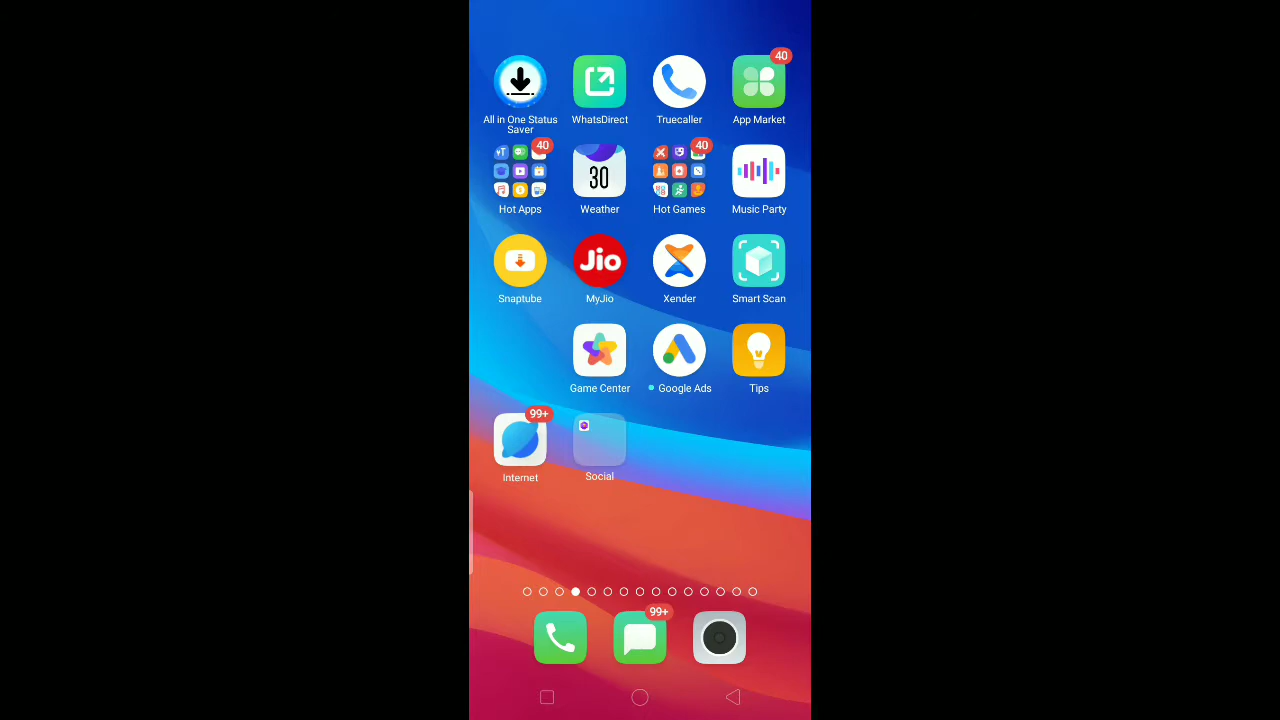 40
All in One Status
Saver
WhatsDirect
Truecaller
App Market
40
40
30
Hot Apps
Weather
Hot Games
Music Party
Jio
Snaptube
MyJio
Xender
Smart Scan
Game Center
Google Ads
Tips
99+
Internet
Social
99+